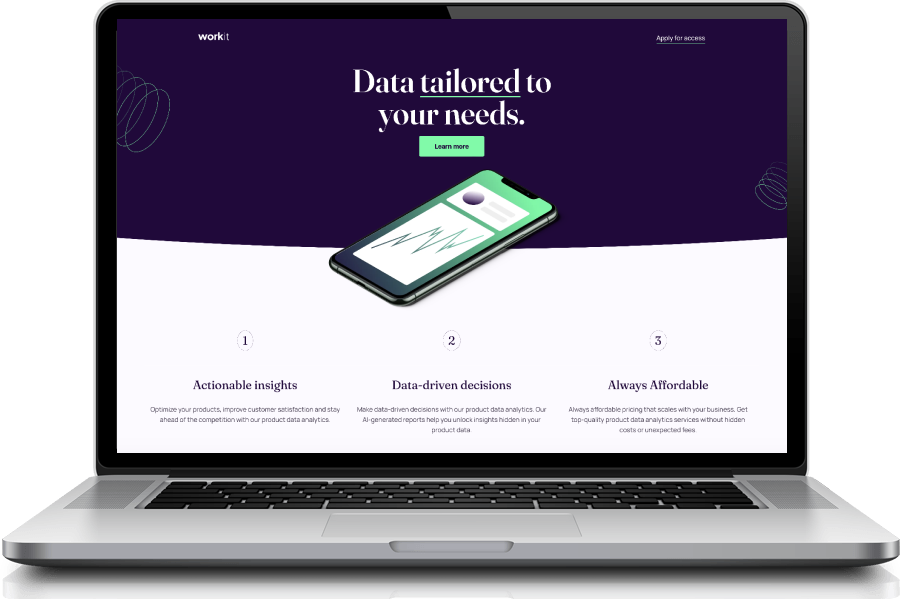 workit
Apply for access
Data tailored to
your needs.
Learn more
1
2
3
Actionable insights
Data-driven decisions
Always Affordable
Optimize your products, improve customer satisfaction and stay
ahead of the competition with our product data analytics.
Make data-driven decisions with our product data analytics. Our
AI-generated reports help you unlock insights hidden in your
product data.
Always affordable pricing that scales with your business. Get
top-quality product data analytics services without hidden
costs or unexpected fees.